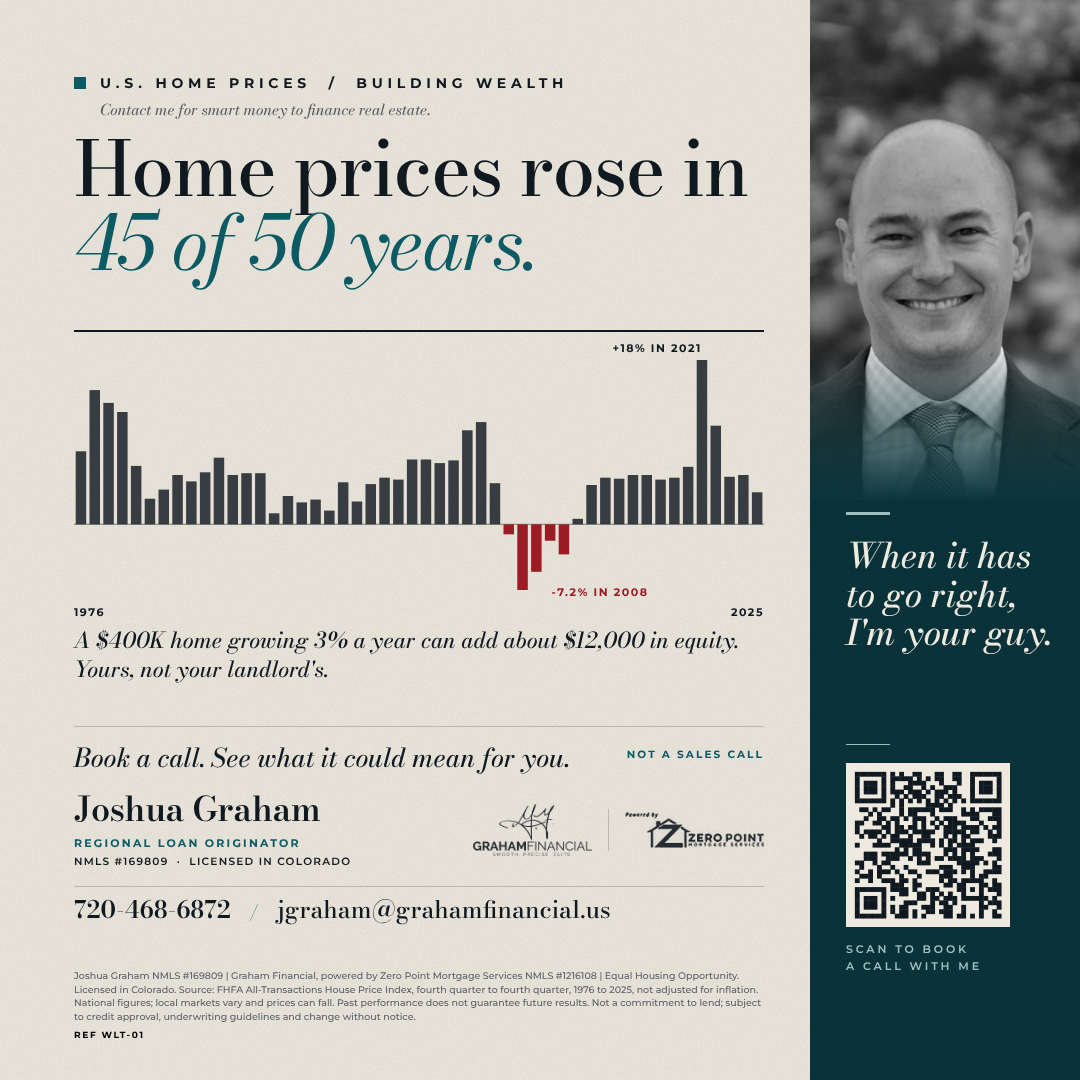 U.S. HOME PRICES / BUILDING WEALTH
Contact me for smart money to finance real estate.
Home prices rose in
45 of 50 years.
+18% IN 2021
-7.2% IN 2008
1976
2025
A $400K home growing 3% a year can add about $12,000 in equity.
Yours, not your landlord's.
Book a call. See what it could mean for you.
NOT A SALES CALL
Joshua Graham
REGIONAL LOAN ORIGINATOR
NMLS #169809 · LICENSED IN COLORADO
GRAHAMFINANCIAL
SMOOTH. PRECISE. ELITE.
Powered by
ZERO POINT
MORTGAGE SERVICES
720-468-6872 / jgraham@grahamfinancial.us
Joshua Graham NMLS #169809 | Graham Financial, powered by Zero Point Mortgage Services NMLS #1216108 | Equal Housing Opportunity.
Licensed in Colorado. Source: FHFA All-Transactions House Price Index, fourth quarter to fourth quarter, 1976 to 2025, not adjusted for inflation.
National figures; local markets vary and prices can fall. Past performance does not guarantee future results. Not a commitment to lend; subject
to credit approval, underwriting guidelines and change without notice.
REF WLT-01
When it has
to go right,
I'm your guy.
SCAN TO BOOK
A CALL WITH ME